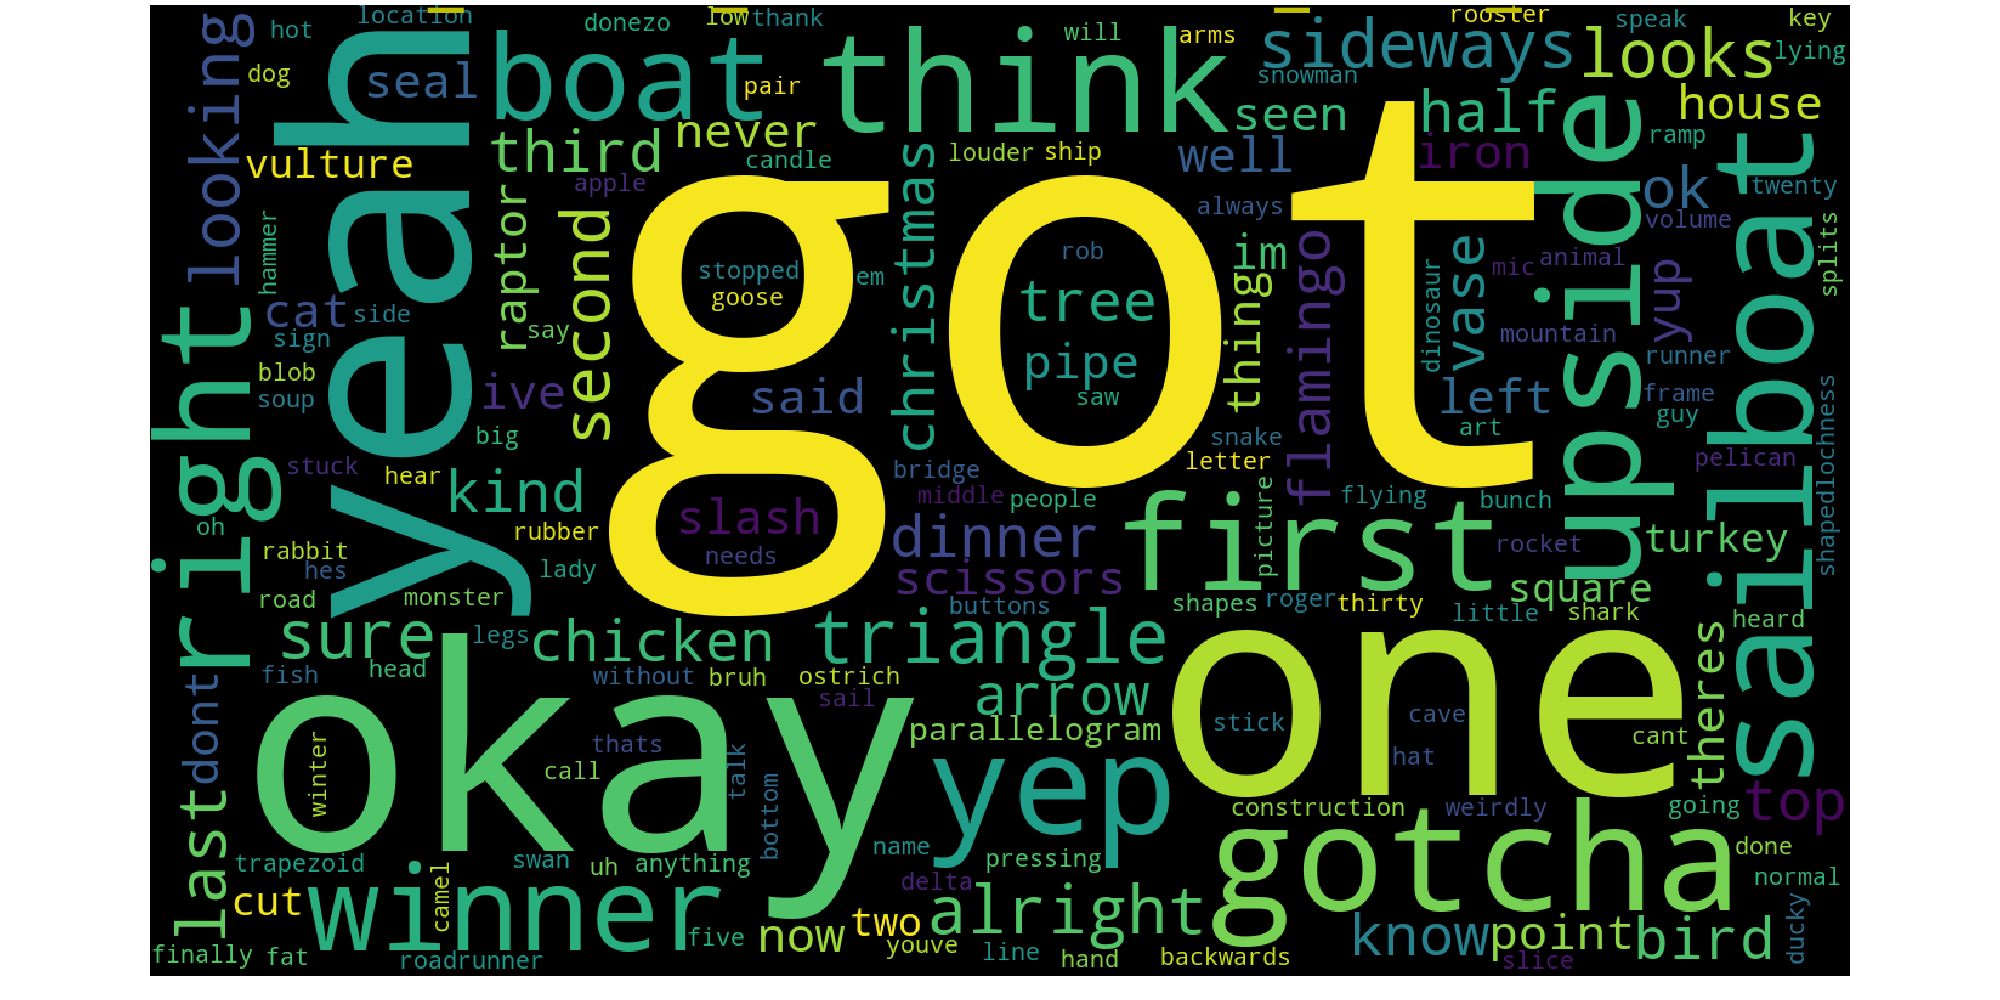 hot
location
donezo
low
thank
will
arms
rooster
speak
key
looking
dog
seal
yeah
boat
pair
think
sideways
snowman
looks
lying
house
vulture
third
never
candle
louder
ship
seen
half
well
iron
upside
ramp
ok
twenty
sailboat
apple
raptor
second
christmas
always
volume
splits
hammer
got
stopped
goose
em
rob
tree
pipe
saw
im
thing
flamingo
dinosaur
vase
mic
animal
yup
cat
side
sign
say
mountain
runner
right
blob
soup
ive
said
left
frame
guy
shapedlochness
big
snake
art
stuck
hear
kind
bridge
letter
pelican
middle
people
picture
flying
bunch
oh
rubber
slash
needs
dinner
first
rocket
turkey
rabbit
hes
lady
scissors
square
road
monster
buttons
shapes
roger
thirty
little
shark
heard
sure
legs
chicken
triangle
one
theres
dont
fish
head
without
bruh
ostrich
sail
arrow
okay
parallelogram
stick
cave
cant
winter
thats
call
talk
bottom
yep
hat
last
construction
weirdly
going
top
trapezoid
swan
uh
anything
name
pressing
gotcha
done
camel
delta
normal
cut
winner
five
now
two
alright
know
point
bird
ducky
finally
fat
roadrunner
youve
line
hand
backwards
slice